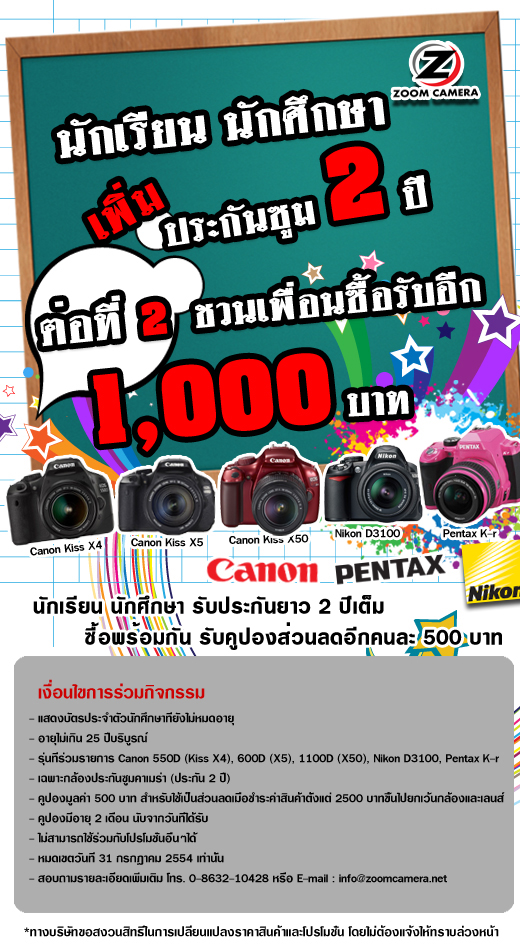 ZOOM CAMERA
นักเรียน นักศึกษา
เพิ่ม ประกันซูม 2 ปี
ต่อที่ 2 ชวนเพื่อนซื้อรับอีก
1,000 บาท
Canon Kiss X4
Canon Kiss X5
Canon Kiss X50
Nikon D3100
Pentax K-r
Canon PENTAX Nikon
นักเรียน นักศึกษา รับประกันยาว 2 ปีเต็ม
ซื้อพร้อมกัน รับคูปองส่วนลดอีกคนละ 500 บาท
เงื่อนไขการร่วมกิจกรรม
- แสดงบัตรประจำตัวนักศึกษาที่ยังไม่หมดอายุ
- อายุไม่เกิน 25 ปีบริบูรณ์
- รุ่นที่ร่วมรายการ Canon 550D (Kiss X4), 600D (X5), 1100D (X50), Nikon D3100, Pentax K-r
- เฉพาะกล้องประกันซูมคาเมร่า (ประกัน 2 ปี)
- คูปองมูลค่า 500 บาท สำหรับใช้เป็นส่วนลดเมื่อชำระค่าสินค้าตั้งแต่ 2500 บาทขึ้นไปยกเว้นกล้องและเลนส์
- คูปองมีอายุ 2 เดือน นับจากวันที่ได้รับ
- ไม่สามารถใช้ร่วมกับโปรโมชั่นอื่นๆได้
- หมดเขตวันที่ 31 กรกฎาคม 2554 เท่านั้น
- สอบถามรายละเอียดเพิ่มเติม โทร. 0-8632-10428 หรือ E-mail : info@zoomcamera.net
*ทางบริษัทขอสงวนสิทธิ์ในการเปลี่ยนแปลงราคาสินค้าและโปรโมชั่น โดยไม่ต้องแจ้งให้ทราบล่วงหน้า